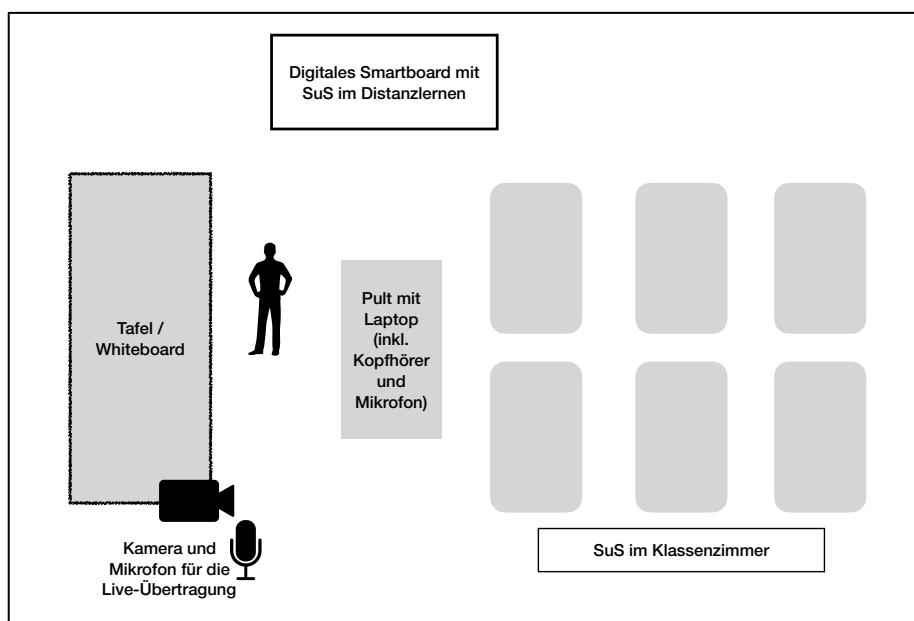 Digitales Smartboard mit
SuS im Distanzlernen
Tafel /
Whiteboard
Pult mit
Laptop
(inkl.
Kopfhörer
und
Mikrofon)
Kamera und
Mikrofon für die
Live-Übertragung
SuS im Klassenzimmer